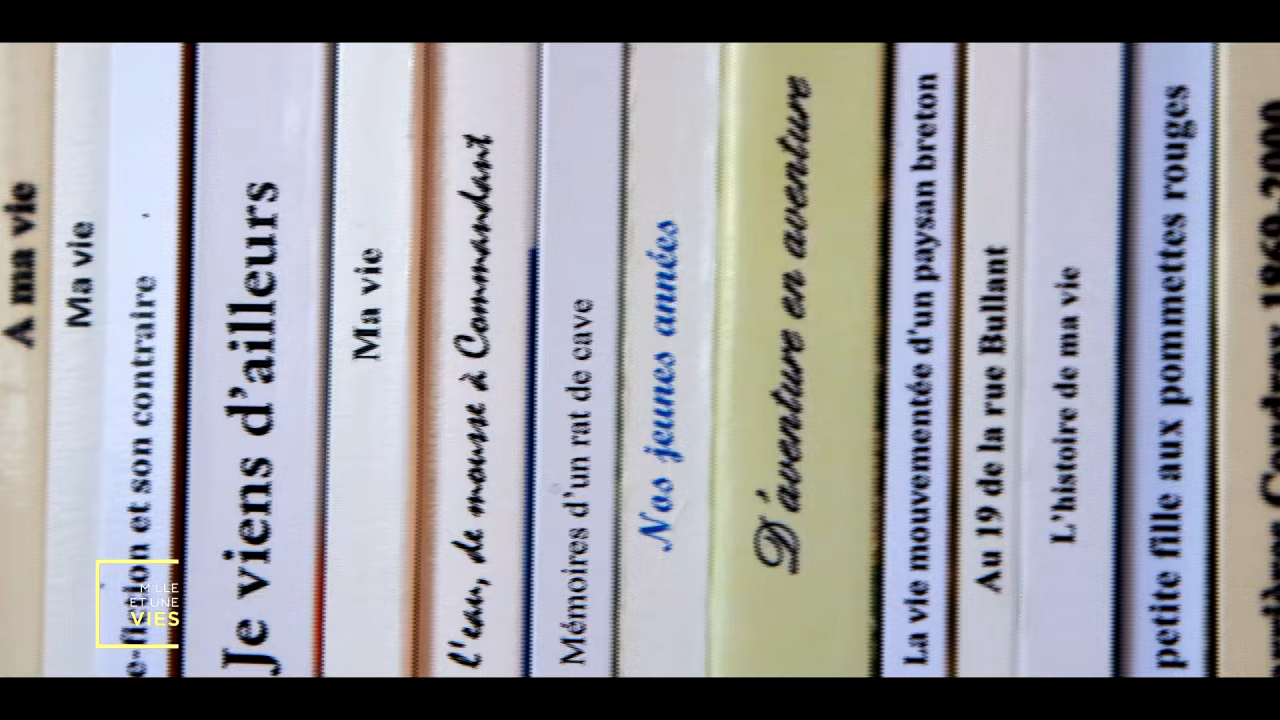 A ma vie
Ma vie
et son contraire
Je viens d'ailleurs
Ma vie
l'eau, de mousse à Commandant
Mémoires d'un rat de cave
Nos jeunes années
D'aventure en aventure
La vie mouvementée d'un paysan breton
Au 19 de la rue Bullant
L'histoire de ma vie
petite fille aux pommettes rouges
1869-2000
MILLE
ET UNE
VIES